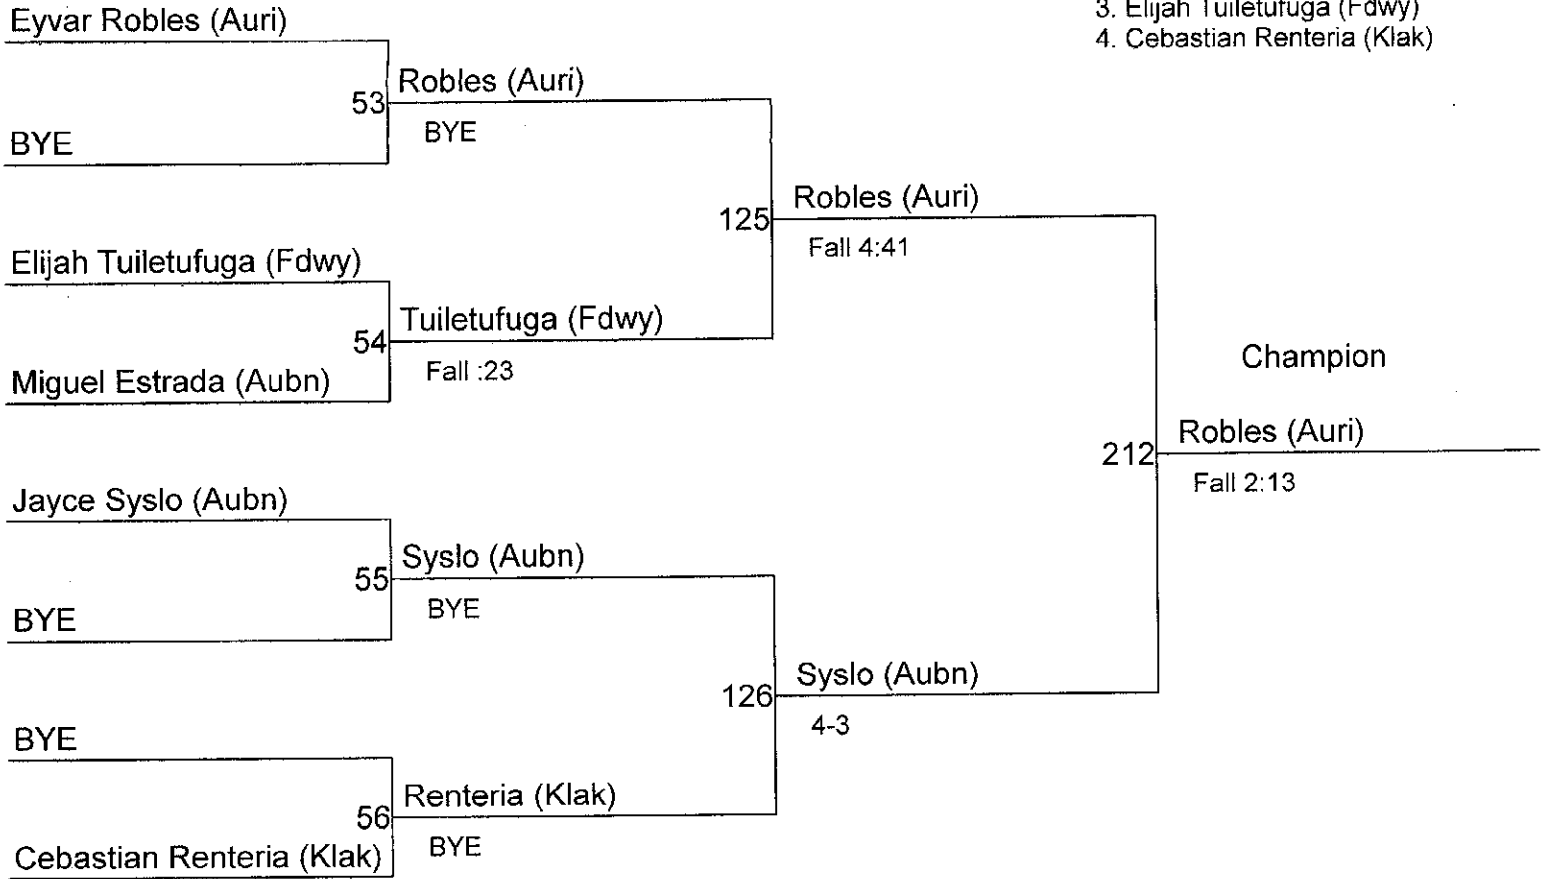 3. Elijah Tuiletufuga (Fdwy)
4. Cebastian Renteria (Klak)
Eyvar Robles (Auri)
53
Robles (Auri)
BYE
BYE
125
Robles (Auri)
Fall 4:41
Elijah Tuiletufuga (Fdwy)
54
Tuiletufuga (Fdwy)
Fall :23
Miguel Estrada (Aubn)
Champion
212
Robles (Auri)
Fall 2:13
Jayce Syslo (Aubn)
55
Syslo (Aubn)
BYE
BYE
126
Syslo (Aubn)
4-3
BYE
56
Renteria (Klak)
BYE
Cebastian Renteria (Klak)